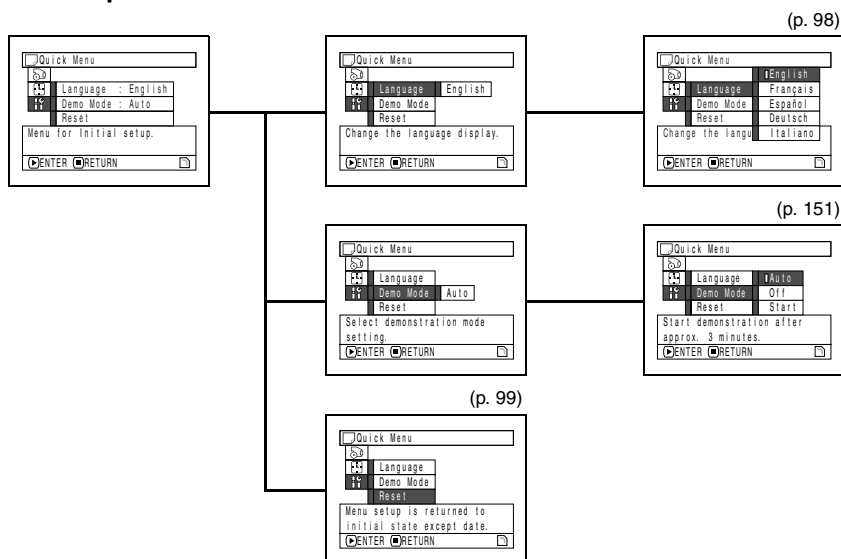 (p. 98)
Quick Menu
Language : English
Demo Mode : Auto
Reset
Menu for Initial setup.
ENTER RETURN
Quick Menu
Language English
Demo Mode
Reset
Change the language display.
ENTER RETURN
Quick Menu
English
Language Français
Demo Mode Español
Reset Deutsch
Change the langu Italiano
ENTER RETURN
(p. 151)
Quick Menu
Language
Demo Mode Auto
Reset
Select demonstration mode
setting.
ENTER RETURN
Quick Menu
Language Auto
Demo Mode Off
Reset Start
Start demonstration after
approx. 3 minutes.
ENTER RETURN
(p. 99)
Quick Menu
Language
Demo Mode
Reset
Menu setup is returned to
initial state except date.
ENTER RETURN